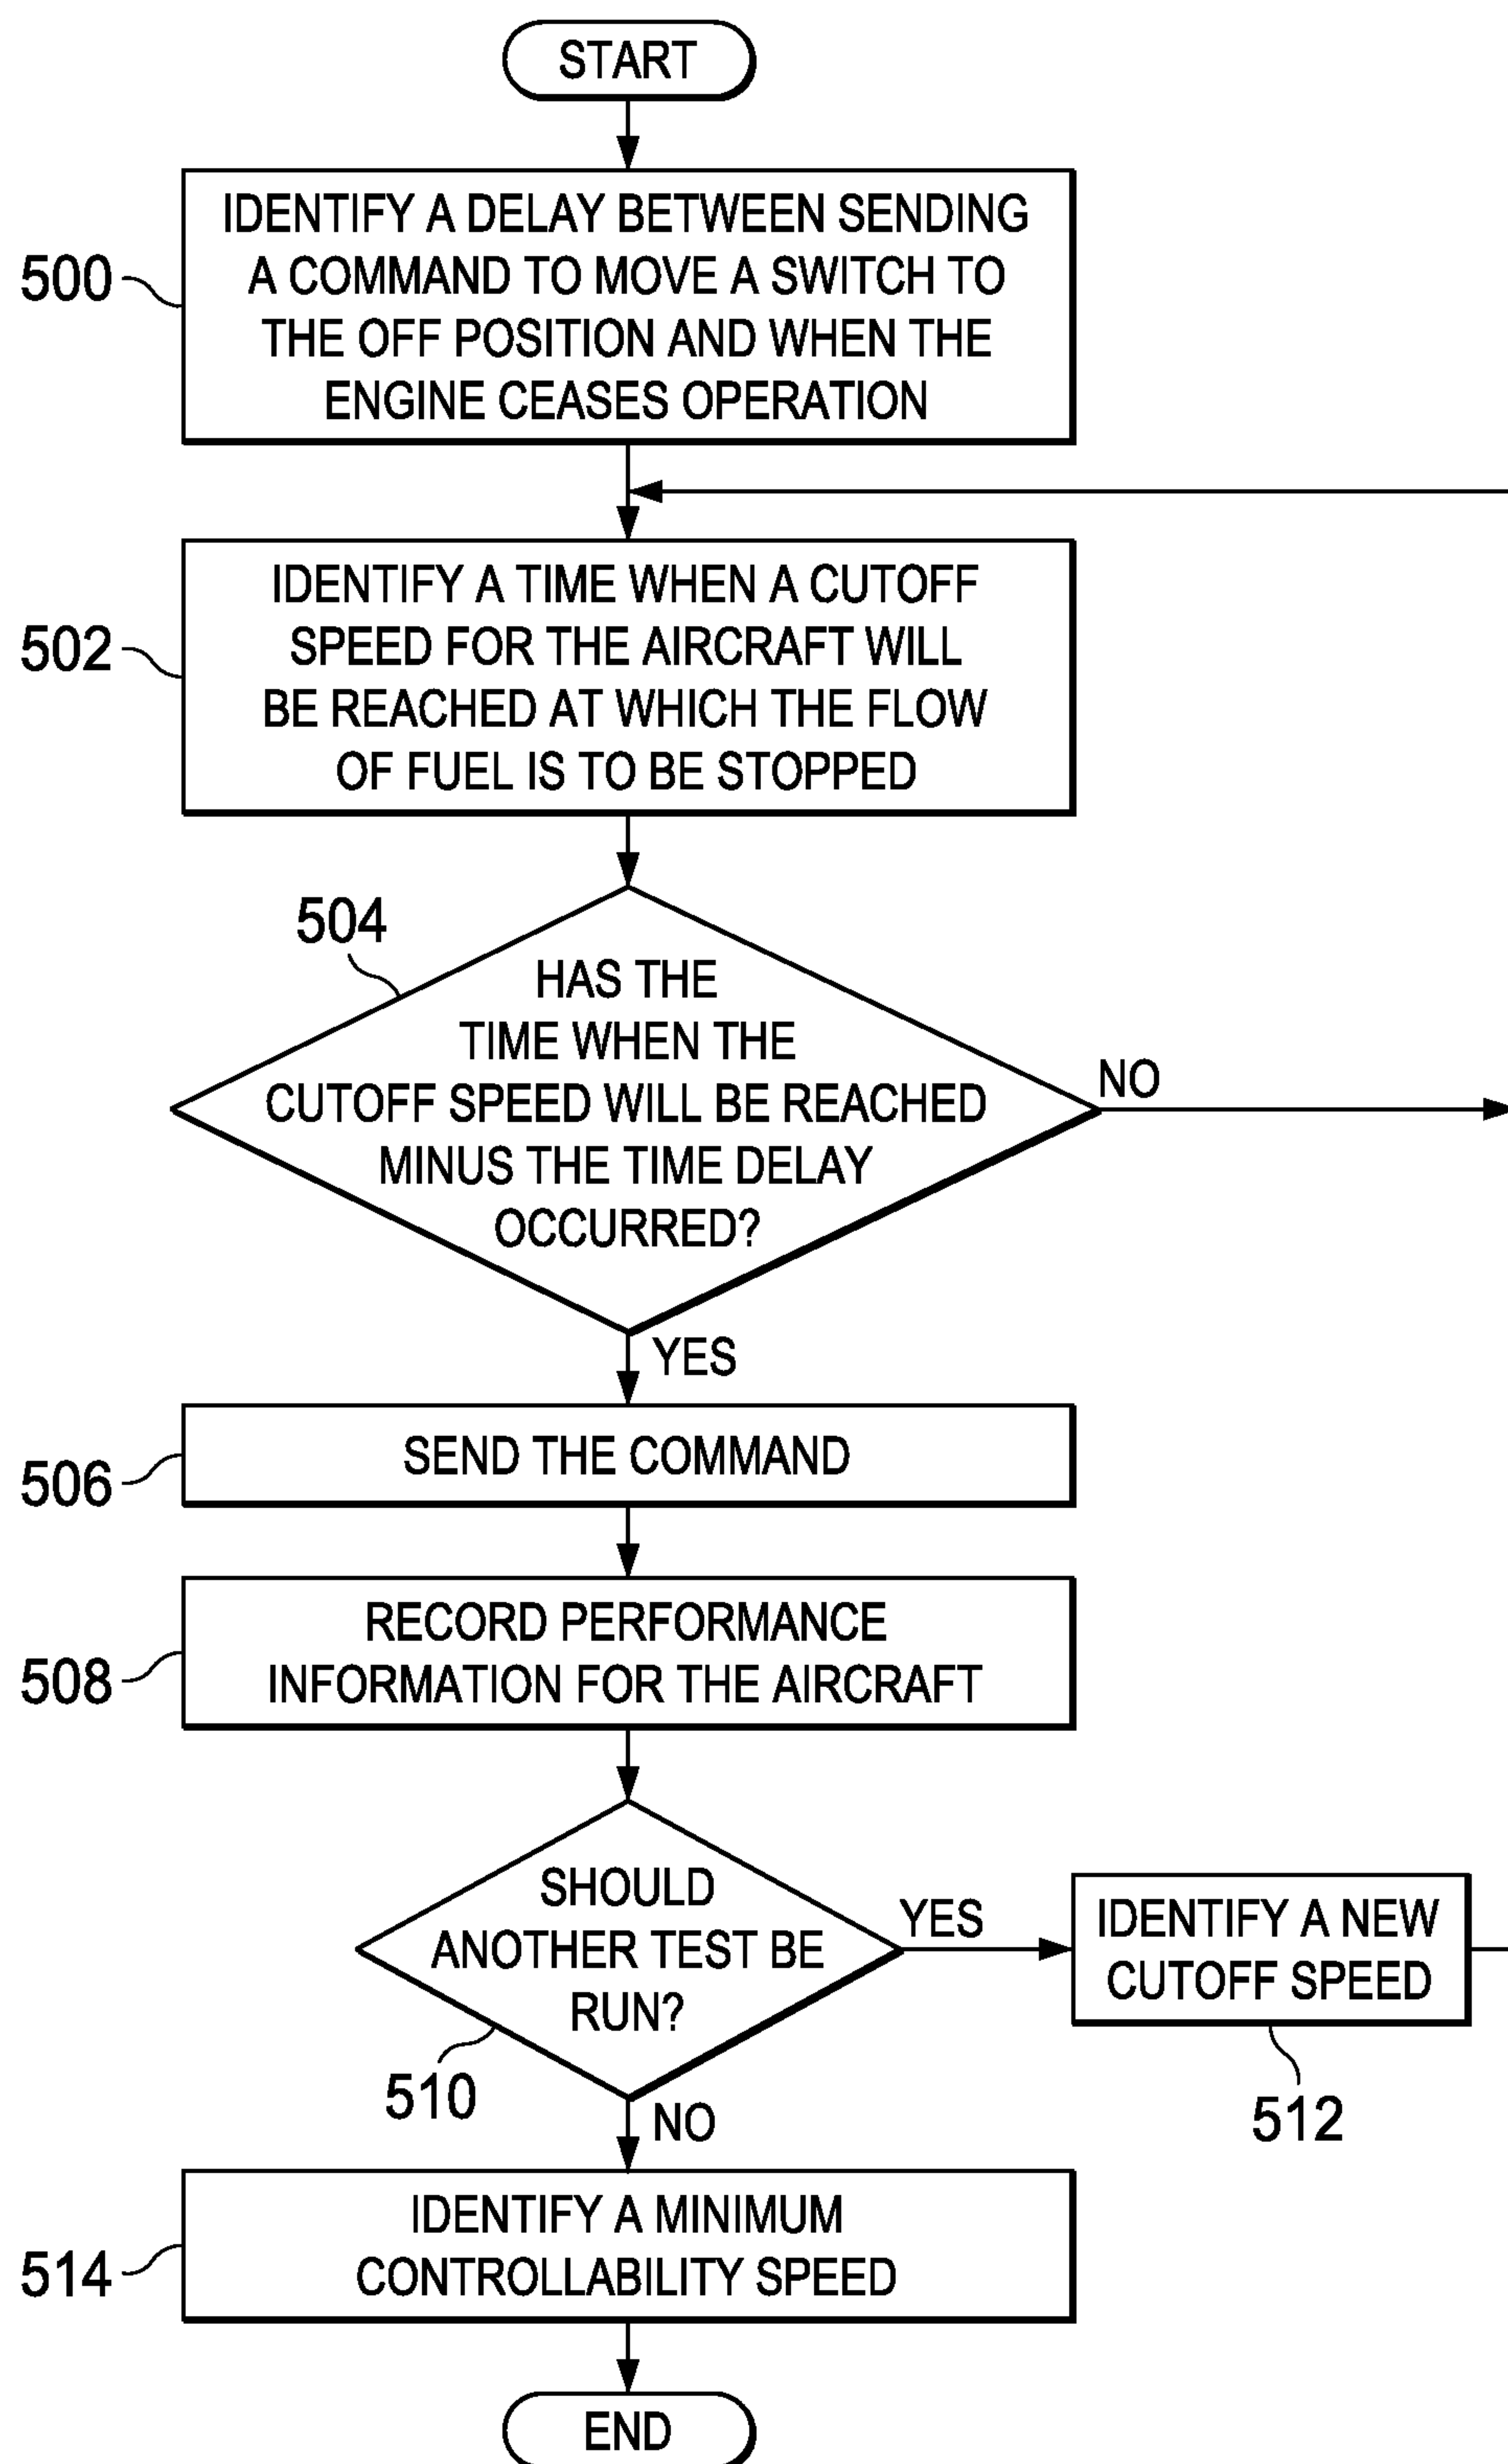 START
500
IDENTIFY A DELAY BETWEEN SENDING
A COMMAND TO MOVE A SWITCH TO
THE OFF POSITION AND WHEN THE
ENGINE CEASES OPERATION
502
IDENTIFY A TIME WHEN A CUTOFF
SPEED FOR THE AIRCRAFT WILL
BE REACHED AT WHICH THE FLOW
OF FUEL IS TO BE STOPPED
504
HAS THE
TIME WHEN THE
CUTOFF SPEED WILL BE REACHED
MINUS THE TIME DELAY
OCCURRED?
NO
YES
506
SEND THE COMMAND
508
RECORD PERFORMANCE
INFORMATION FOR THE AIRCRAFT
SHOULD
ANOTHER TEST BE
RUN?
510
YES
IDENTIFY A NEW
CUTOFF SPEED
512
NO
514
IDENTIFY A MINIMUM
CONTROLLABILITY SPEED
END